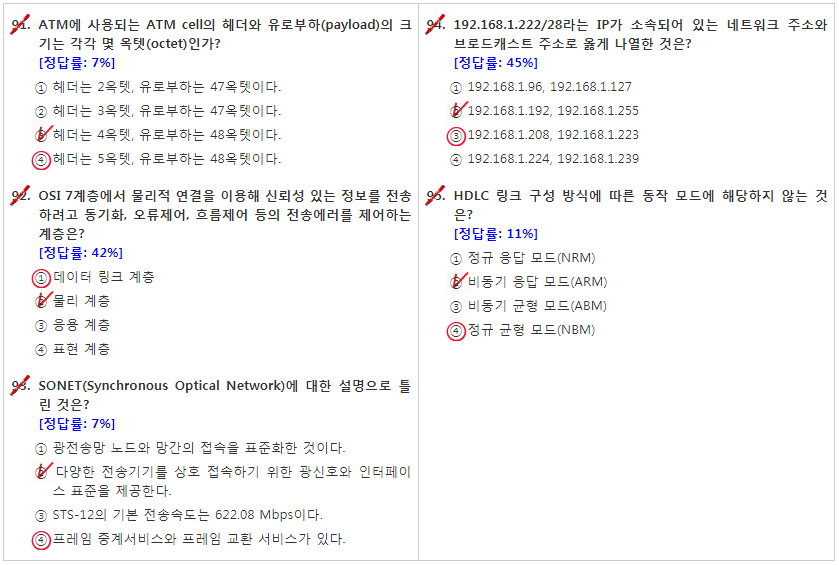 91. ATM에 사용되는 ATM cell의 헤더와 유로부하(payload)의 크
기는 각각 몇 옥텟(octet)인가?
[정답률: 7%]
① 헤더는 2옥텟, 유로부하는 47옥텟이다.
② 헤더는 3옥텟, 유로부하는 47옥텟이다.
③ 헤더는 4옥텟, 유로부하는 48옥텟이다.
④ 헤더는 5옥텟, 유로부하는 48옥텟이다.
92. OSI 7계층에서 물리적 연결을 이용해 신뢰성 있는 정보를 전송
하려고 동기화, 오류제어, 흐름제어 등의 전송에러를 제어하는
계층은?
[정답률: 42%]
① 데이터 링크 계층
② 물리 계층
③ 응용 계층
④ 표현 계층
93. SONET(Synchronous Optical Network)에 대한 설명으로 틀
린 것은?
[정답률: 7%]
① 광전송망 노드와 망간의 접속을 표준화한 것이다.
② 다양한 전송기기를 상호 접속하기 위한 광신호와 인터페이
스 표준을 제공한다.
③ STS-12의 기본 전송속도는 622.08 Mbps이다.
④ 프레임 중계서비스와 프레임 교환 서비스가 있다.
94. 192.168.1.222/28라는 IP가 소속되어 있는 네트워크 주소와
브로드캐스트 주소로 옳게 나열한 것은?
[정답률: 45%]
① 192.168.1.96, 192.168.1.127
② 192.168.1.192, 192.168.1.255
③ 192.168.1.208, 192.168.1.223
④ 192.168.1.224, 192.168.1.239
95. HDLC 링크 구성 방식에 따른 동작 모드에 해당하지 않는 것
은?
[정답률: 11%]
① 정규 응답 모드(NRM)
② 비동기 응답 모드(ARM)
③ 비동기 균형 모드(ABM)
④ 정규 균형 모드(NBM)